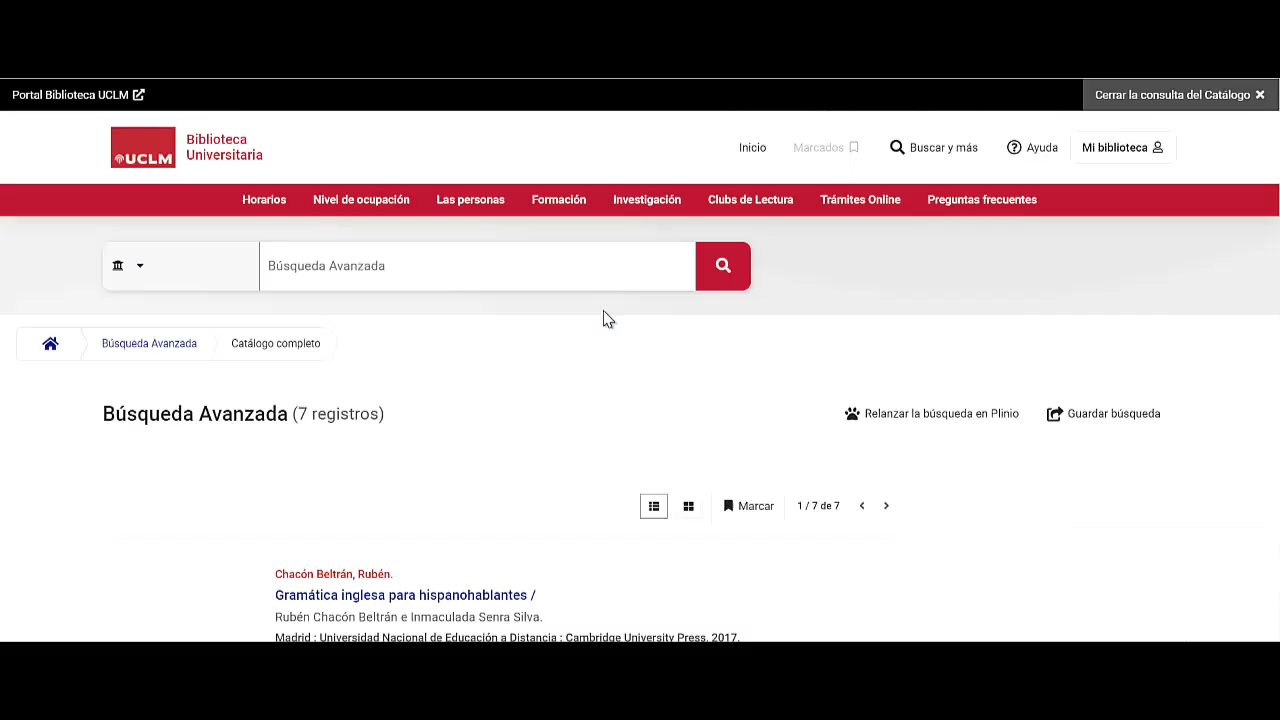 Portal Biblioteca UCLM
Cerrar la consulta del Catálogo
UCLM
Biblioteca
Universitaria
Inicio
Marcados
Buscar y más
Ayuda
Mi biblioteca
Horarios
Nivel de ocupación
Las personas
Formación
Investigación
Clubs de Lectura
Trámites Online
Preguntas frecuentes
Búsqueda Avanzada
Búsqueda Avanzada
Catálogo completo
Búsqueda Avanzada (7 registros)
Relanzar la búsqueda en Plinio
Guardar búsqueda
Marcar
1 / 7 de 7
Chacón Beltrán, Rubén.
Gramática inglesa para hispanohablantes /
Rubén Chacón Beltrán e Inmaculada Senra Silva.
Madrid : Universidad Nacional de Educación a Distancia : Cambridge University Press, 2017.